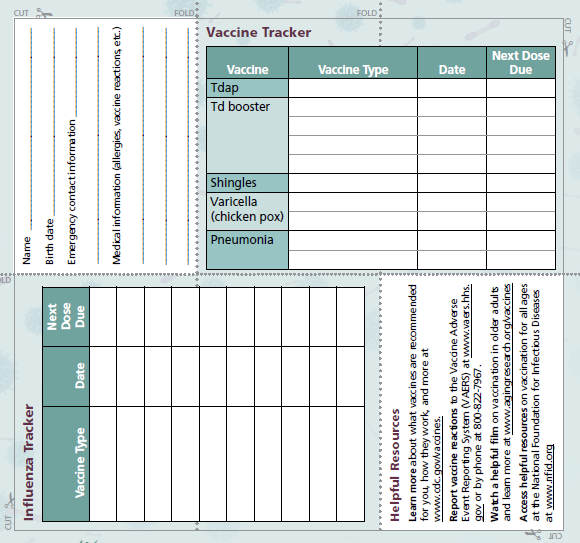 CUT
FOLD
FOLD
CUT
Name
Birth date
Emergency contact information
Medical information (allergies, vaccine reactions, etc.)
Vaccine Tracker
Vaccine Vaccine Type Date Next Dose
Due
Tdap
Td booster
Shingles
Varicella
(chicken pox)
Pneumonia
LD
Influenza Tracker
Vaccine Type Date Next
Dose
Due
Helpful Resources
Learn more about what vaccines are recommended
for you, how they work, and more at
www.cdc.gov/vaccines.
Report vaccine reactions to the Vaccine Adverse
Event Reporting System (VAERS) at www.vaers.hhs.
gov or by phone at 800-822-7967.
Watch a helpful film on vaccination in older adults
and learn more at www.agingresearch.org/vaccines
Access helpful resources on vaccination for all ages
at the National Foundation for Infectious Diseases
at www.nfid.org
CUT
CUT